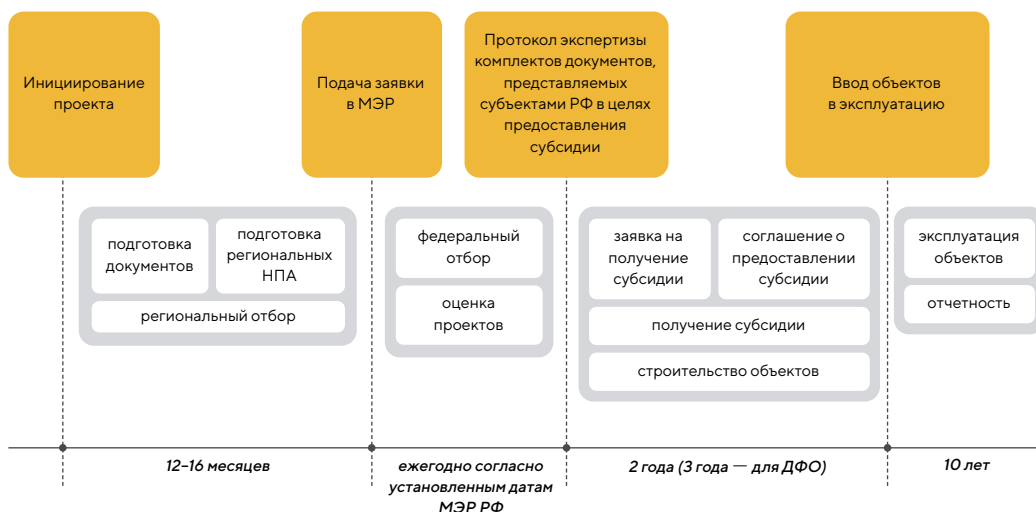 Инициирование
проекта
Подача заявки
в МЭР
Протокол экспертизы
комплектов документов,
представляемых
субъектами РФ в целях
предоставления
субсидии
Ввод объектов
в эксплуатацию
подготовка
документов
подготовка
региональных
НПА
региональный отбор
федеральный
отбор
оценка
проектов
заявка на
получение
субсидии
соглашение о
предоставлении
субсидии
получение субсидии
строительство объектов
эксплуатация
объектов
отчетность
12–16 месяцев
ежегодно согласно
установленным датам
МЭР РФ
2 года (3 года — для ДФО)
10 лет